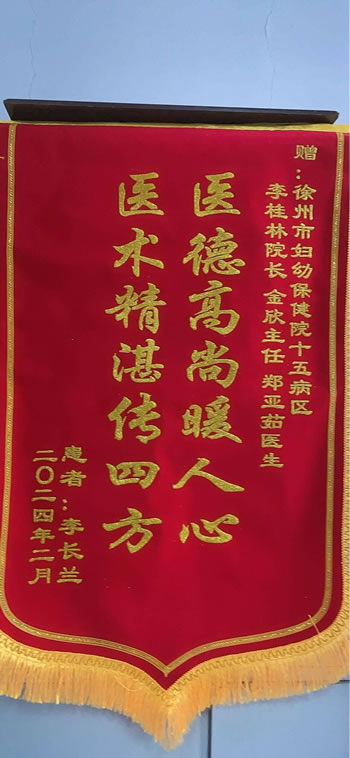 赠：徐州市妇幼保健院十五病区
李桂林院长 金欣主任 郑亚茹医生
医德高尚暖人心
医术精湛传四方
患者：李长兰
二〇二四年二月